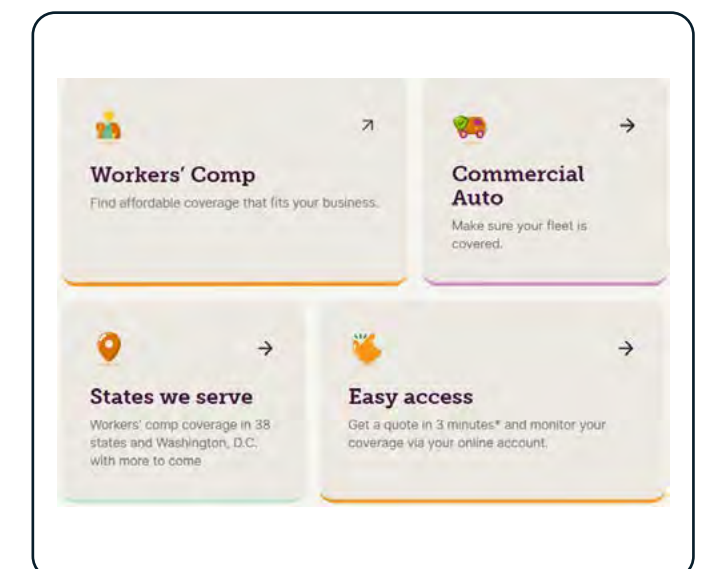 Workers’ Comp
Find affordable coverage that fits your business.
Commercial
Auto
Make sure your fleet is
covered.
States we serve
Workers’ comp coverage in 38
states and Washington, D.C.
with more to come
Easy access
Get a quote in 3 minutes* and monitor your
coverage via your online account.